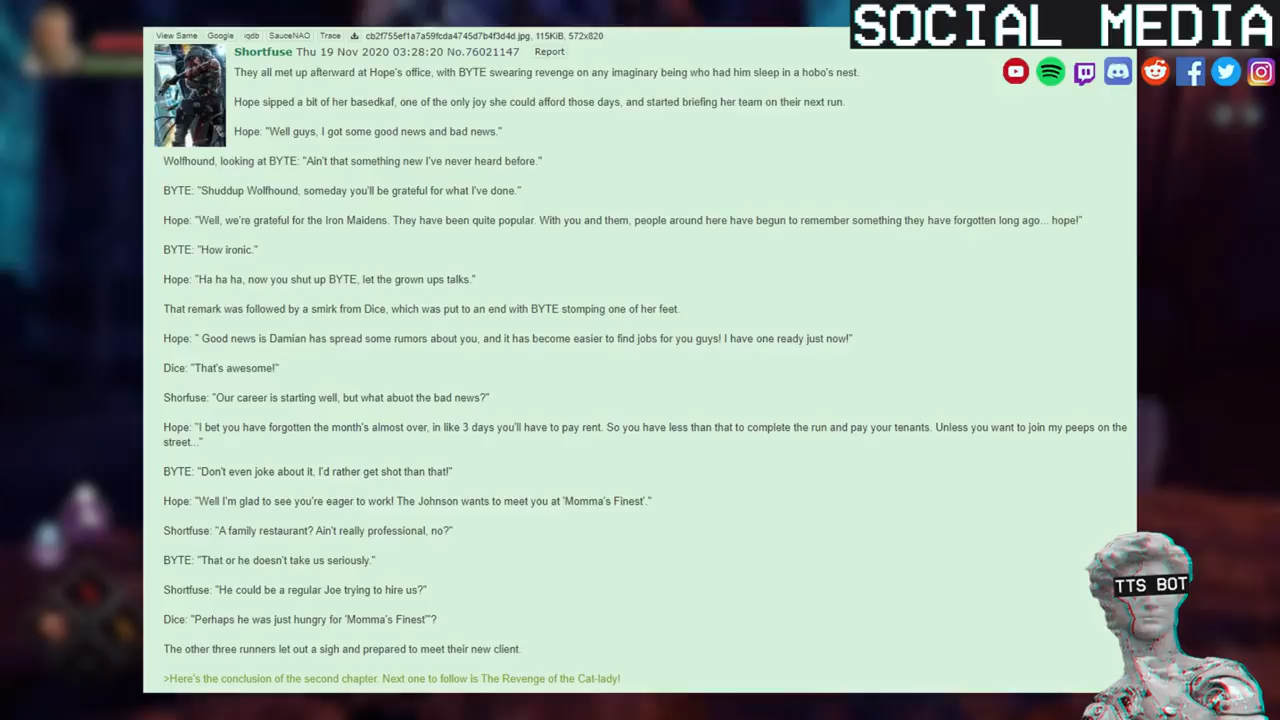 SOCIAL MEDIA
View Same Google iqdb SauceNAO Trace cb2f755ef1a7a59fcda4745d7b4f3d4d.jpg, 115KiB, 572x820
Shortfuse Thu 19 Nov 2020 03:28:20 No.76021147 Report
They all met up afterward at Hope's office, with BYTE swearing revenge on any imaginary being who had him sleep in a hobo's nest.
Hope sipped a bit of her basedkaf, one of the only joy she could afford those days, and started briefing her team on their next run.
Hope: "Well guys, I got some good news and bad news."
Wolfhound, looking at BYTE: "Ain't that something new I've never heard before."
BYTE: "Shuddup Wolfhound, someday you'll be grateful for what I've done."
Hope: "Well, we're grateful for the Iron Maidens. They have been quite popular. With you and them, people around here have begun to remember something they have forgotten long ago... hope!"
BYTE: "How ironic."
Hope: "Ha ha ha, now you shut up BYTE, let the grown ups talks."
That remark was followed by a smirk from Dice, which was put to an end with BYTE stomping one of her feet.
Hope: " Good news is Damian has spread some rumors about you, and it has become easier to find jobs for you guys! I have one ready just now!"
Dice: "That's awesome!"
Shorfuse: "Our career is starting well, but what abuot the bad news?"
Hope: "I bet you have forgotten the month's almost over, in like 3 days you'll have to pay rent. So you have less than that to complete the run and pay your tenants. Unless you want to join my peeps on the
street..."
BYTE: "Don't even joke about it, I'd rather get shot than that!"
Hope: "Well I'm glad to see you're eager to work! The Johnson wants to meet you at 'Momma's Finest'."
Shortfuse: "A family restaurant? Ain't really professional, no?"
BYTE: "That or he doesn't take us seriously."
Shortfuse: "He could be a regular Joe trying to hire us?"
Dice: "Perhaps he was just hungry for 'Momma's Finest'"?
The other three runners let out a sigh and prepared to meet their new client.
>Here's the conclusion of the second chapter. Next one to follow is The Revenge of the Cat-lady!
TTS BOT